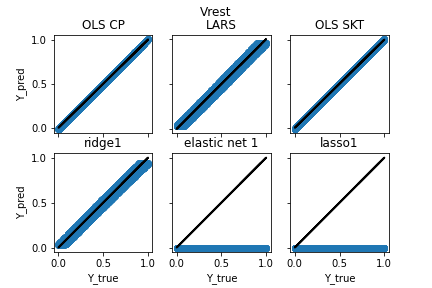 Vrest
OLS CP
LARS
OLS SKT
1.0
0.5
0.0
Y_pred
ridge1
elastic net 1
lasso1
1.0
0.5
0.0
Y_pred
0.0 0.5 1.0
0.0 0.5 1.0
0.0 0.5 1.0
Y_true
Y_true
Y_true